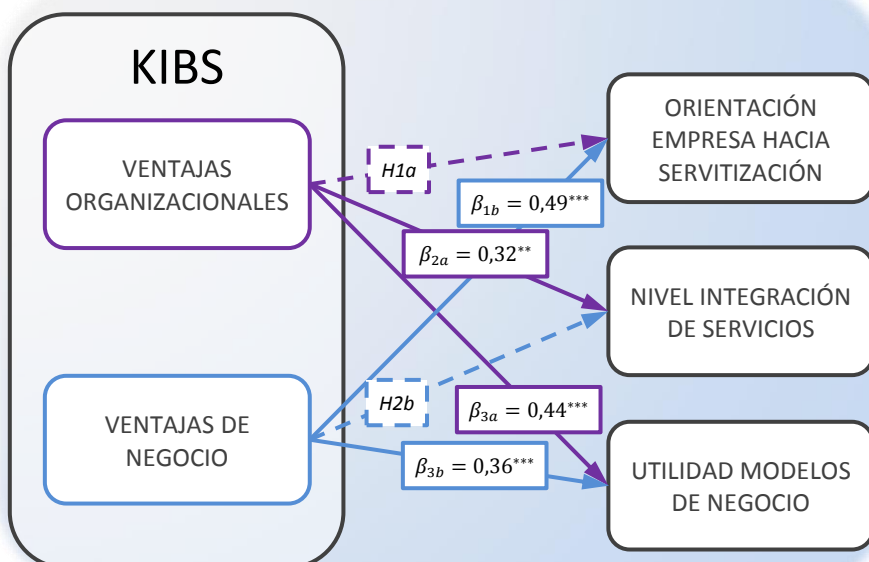 KIBS
VENTAJAS
ORGANIZACIONALES
VENTAJAS DE
NEGOCIO
H1a
β1b = 0,49***
β2a = 0,32**
H2b
β3a = 0,44***
β3b = 0,36***
ORIENTACIÓN
EMPRESA HACIA
SERVITIZACIÓN
NIVEL INTEGRACIÓN
DE SERVICIOS
UTILIDAD MODELOS
DE NEGOCIO